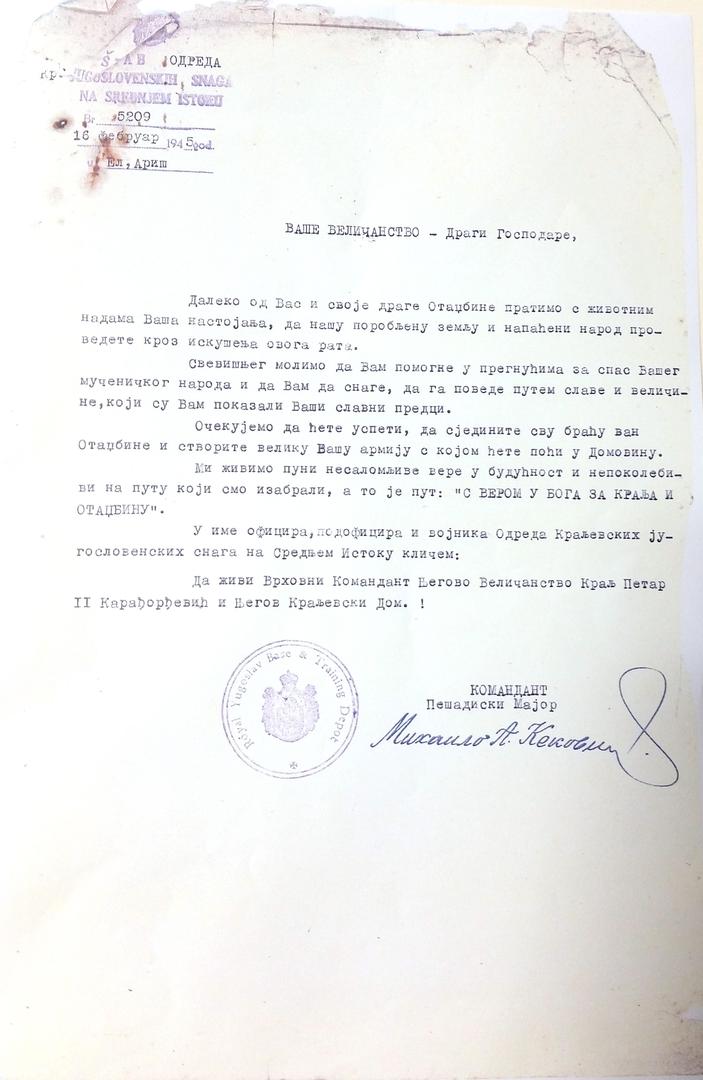 ŠTAB ОДРЕДА
Кр. JUGOSLOVENSKIH SNAGA
NA SREDNJEM ISTOKU
Br. 5209
16 фебруар 1945 god.
Ел, Ариш
ВАШЕ ВЕЛИЧАНСТВО - Драги Господаре,
Далеко од Вас и своје драге Отаџбине пратимо с животним
надама Ваша настојања, да нашу поробљену земљу и напаћени народ про-
ведете кроз искушења овога рата.
Свевишњег молимо да Вам помогне у прегнућима за спас Вашег
мученичког народа и да Вам да снаге, да га поведе путем славе и величи-
не,који су Вам показали Ваши славни предци.
Очекујемо да ћете успети, да сједините сву браћу ван
Отаџбине и створите велику Вашу армију с којом ћете поћи у Домовину.
Ми живимо пуни несаломљиве вере у будућност и непоколеби-
ви на путу који смо изабрали, а то је пут: "С ВЕРОМ У БОГА ЗА КРАЉА И
ОТАЏБИНУ".
У име официра,подофицира и војника Одреда Краљевских ју-
гословенских снага на Средњем Истоку кличем:
Да живи Врховни Командант Његово Величанство Краљ Петар
II Карађорђевић и Његов Краљевски Дом. !
Royal Yugoslav Base & Training Depot
КОМАНДАНТ
Пешадиски Мајор
Михаило А. Кековић